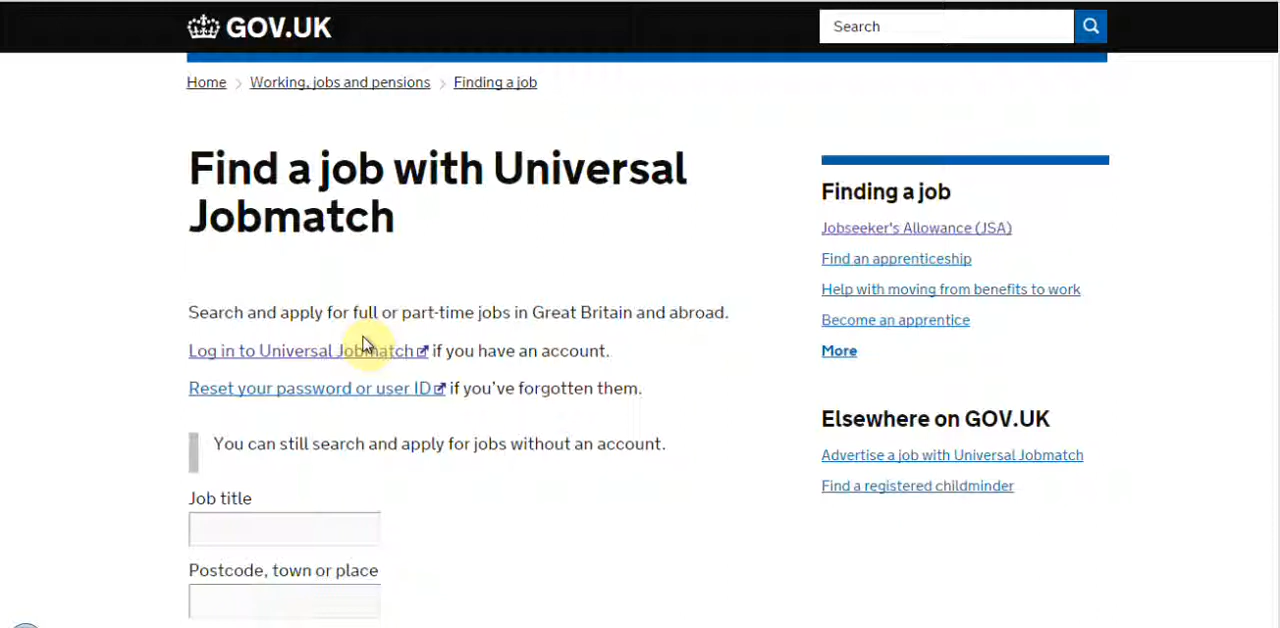 GOV.UK
Search
Home > Working, jobs and pensions > Finding a job
Find a job with Universal
Jobmatch
Search and apply for full or part-time jobs in Great Britain and abroad.
Log in to Universal Jobmatch if you have an account.
Reset your password or user ID if you've forgotten them.
You can still search and apply for jobs without an account.
Job title
Postcode, town or place
Finding a job
Jobseeker's Allowance (JSA)
Find an apprenticeship
Help with moving from benefits to work
Become an apprentice
More
Elsewhere on GOV.UK
Advertise a job with Universal Jobmatch
Find a registered childminder